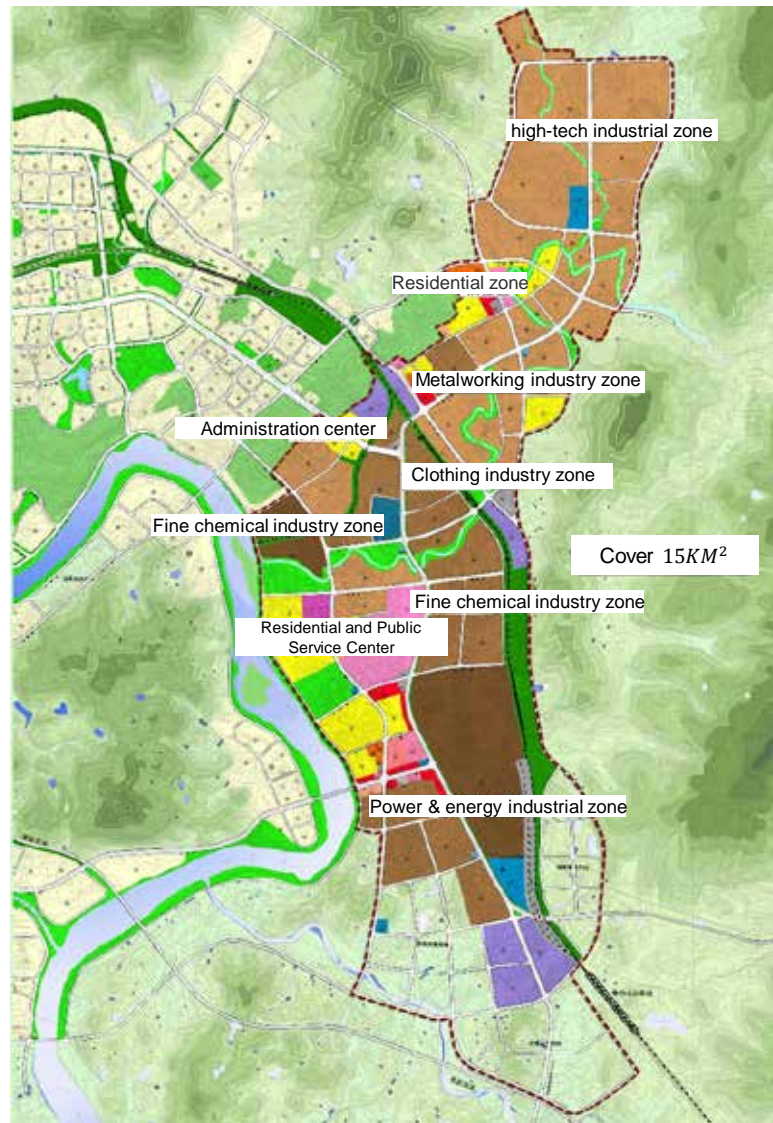 high-tech industrial zone
Residential zone
Metalworking industry zone
Administration center
Clothing industry zone
Fine chemical industry zone
Cover 15KM²
Fine chemical industry zone
Residential and Public
Service Center
Power & energy industrial zone